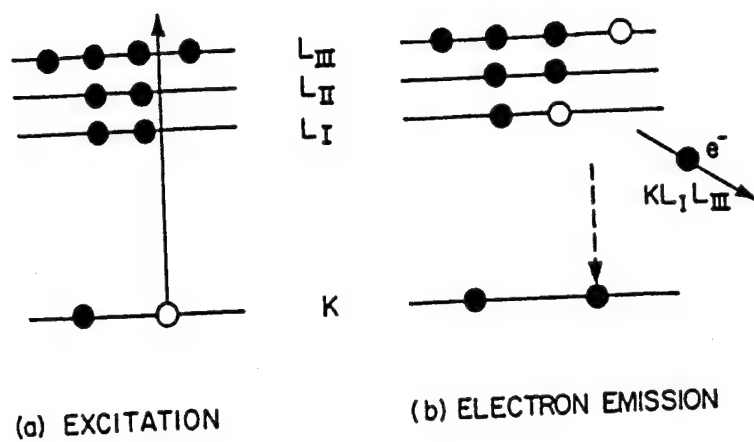 L_III
L_II
L_I
K
e⁻
KL_I L_III
(a) EXCITATION
(b) ELECTRON EMISSION